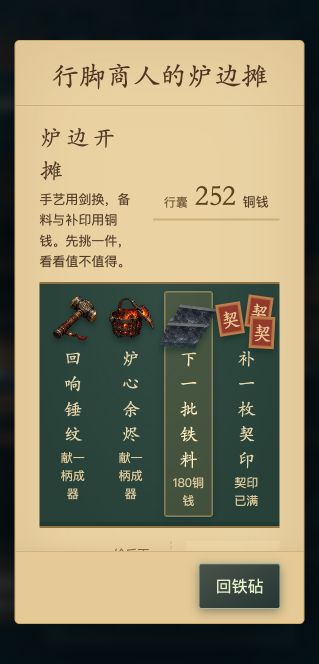 行脚商人的炉边摊
炉边开
摊
手艺用剑换，备
料与补印用铜
钱。先挑一件，
看看值不值得。
行囊 252 铜钱
契 契 契
回响锤纹
献一
柄成
器
炉心余烬
献一
柄成
器
下一批铁料
180铜
钱
补一枚契印
契印
已满
回铁砧